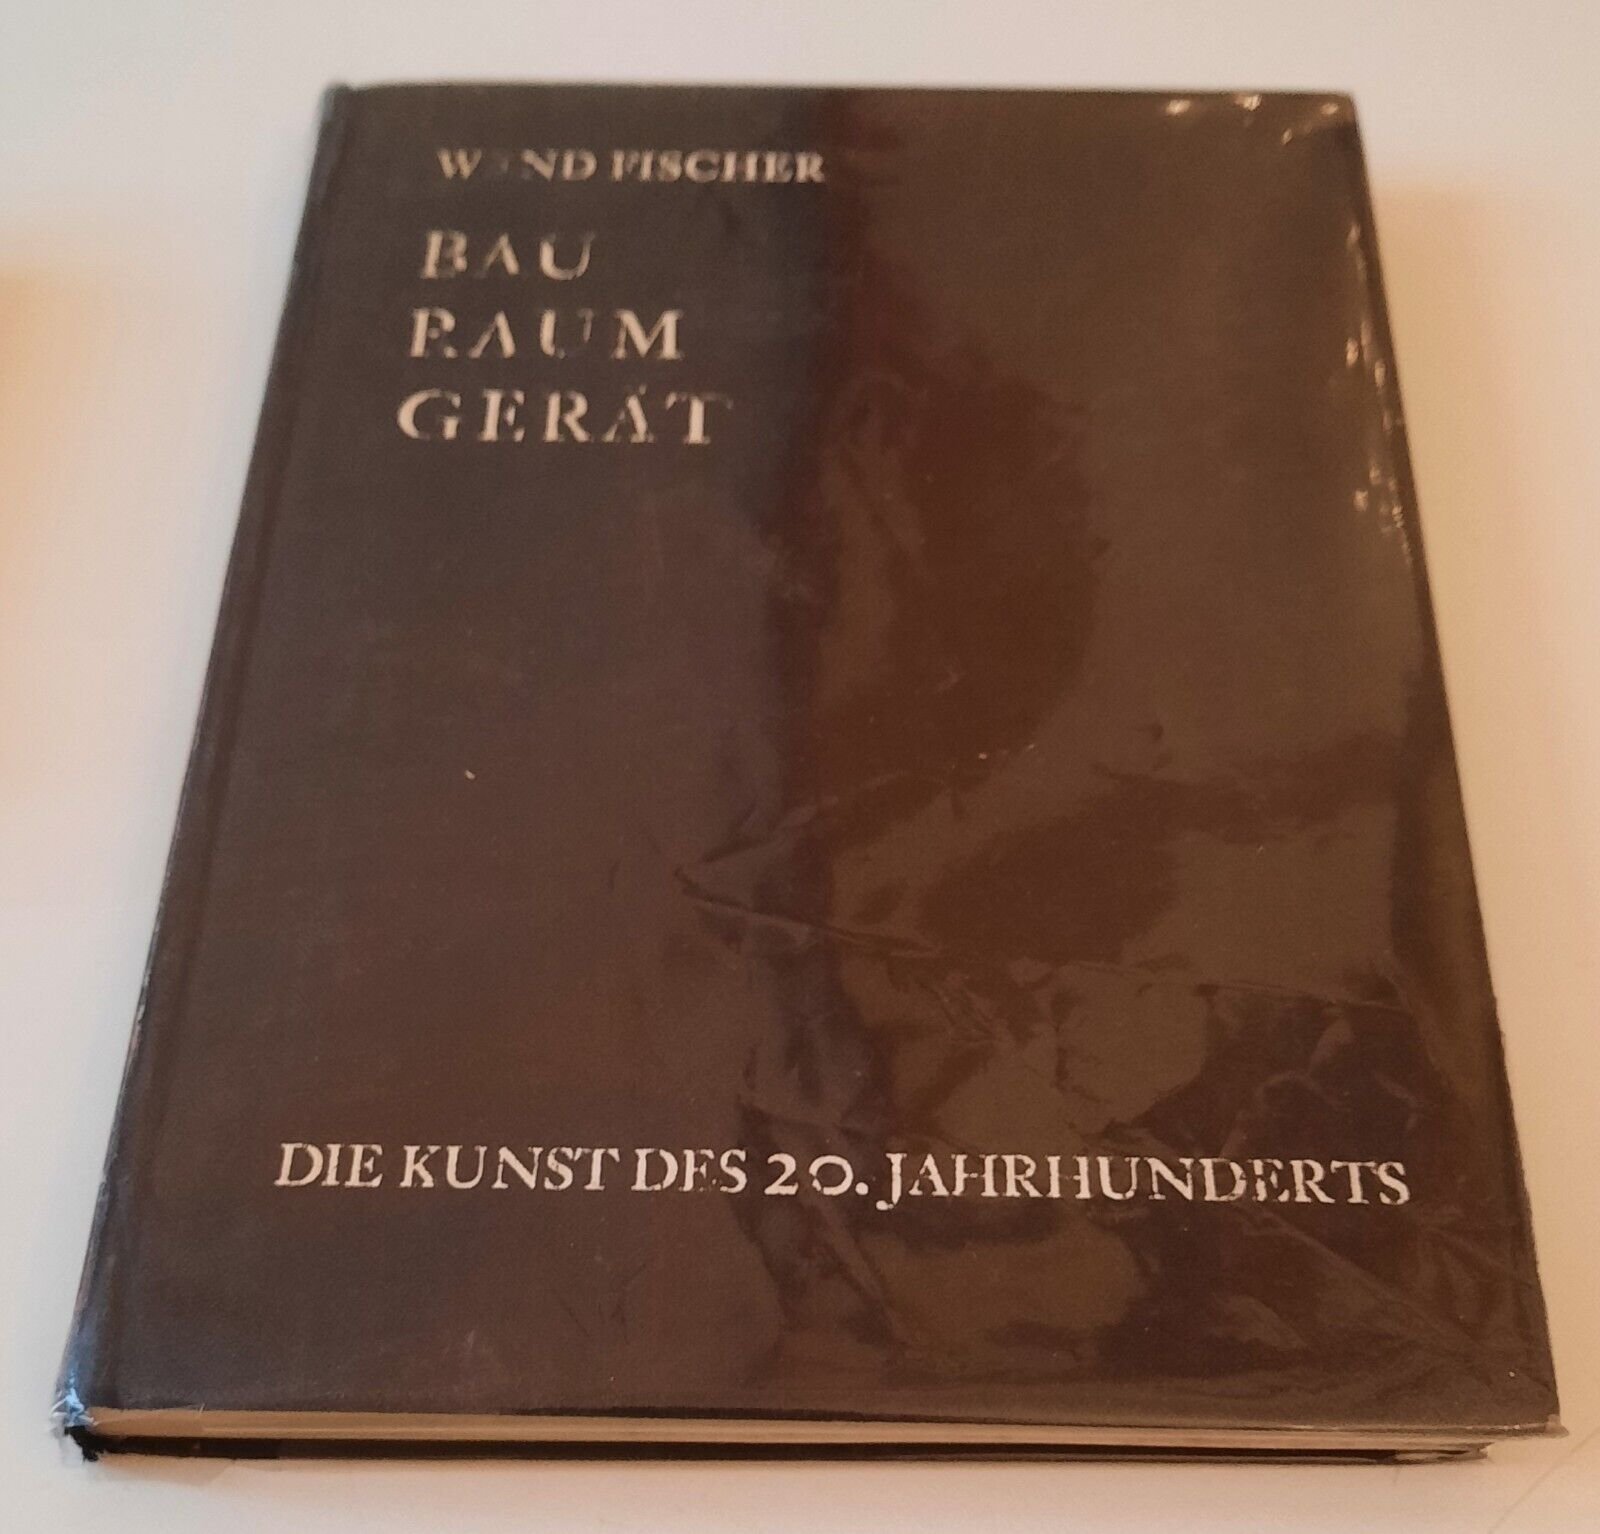 WEND FISCHER
BAU
RAUM
GERÄT
DIE KUNST DES 20. JAHRHUNDERTS